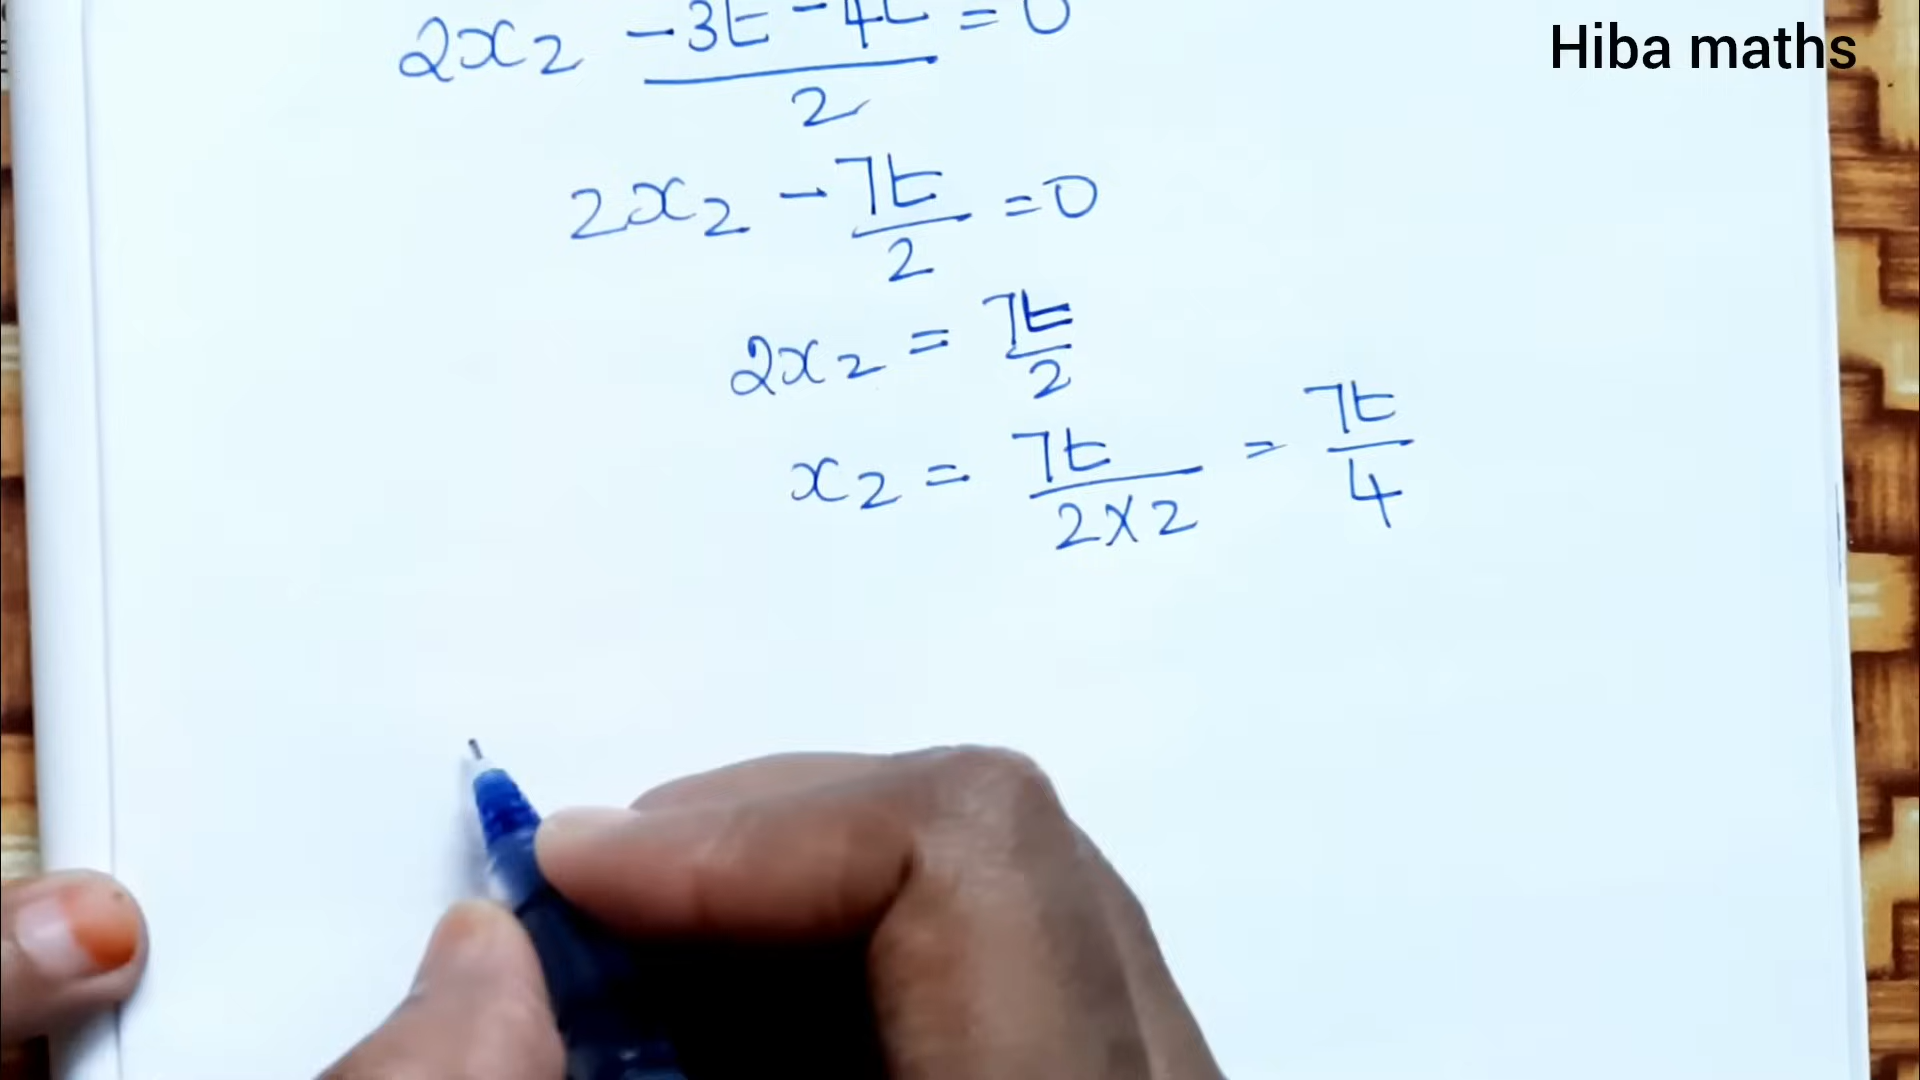 Hiba maths
2x₂ - (3t - 4t)/2 = 0
2x₂ - 7t/2 = 0
2x₂ = 7t/2
x₂ = 7t/(2×2) = 7t/4